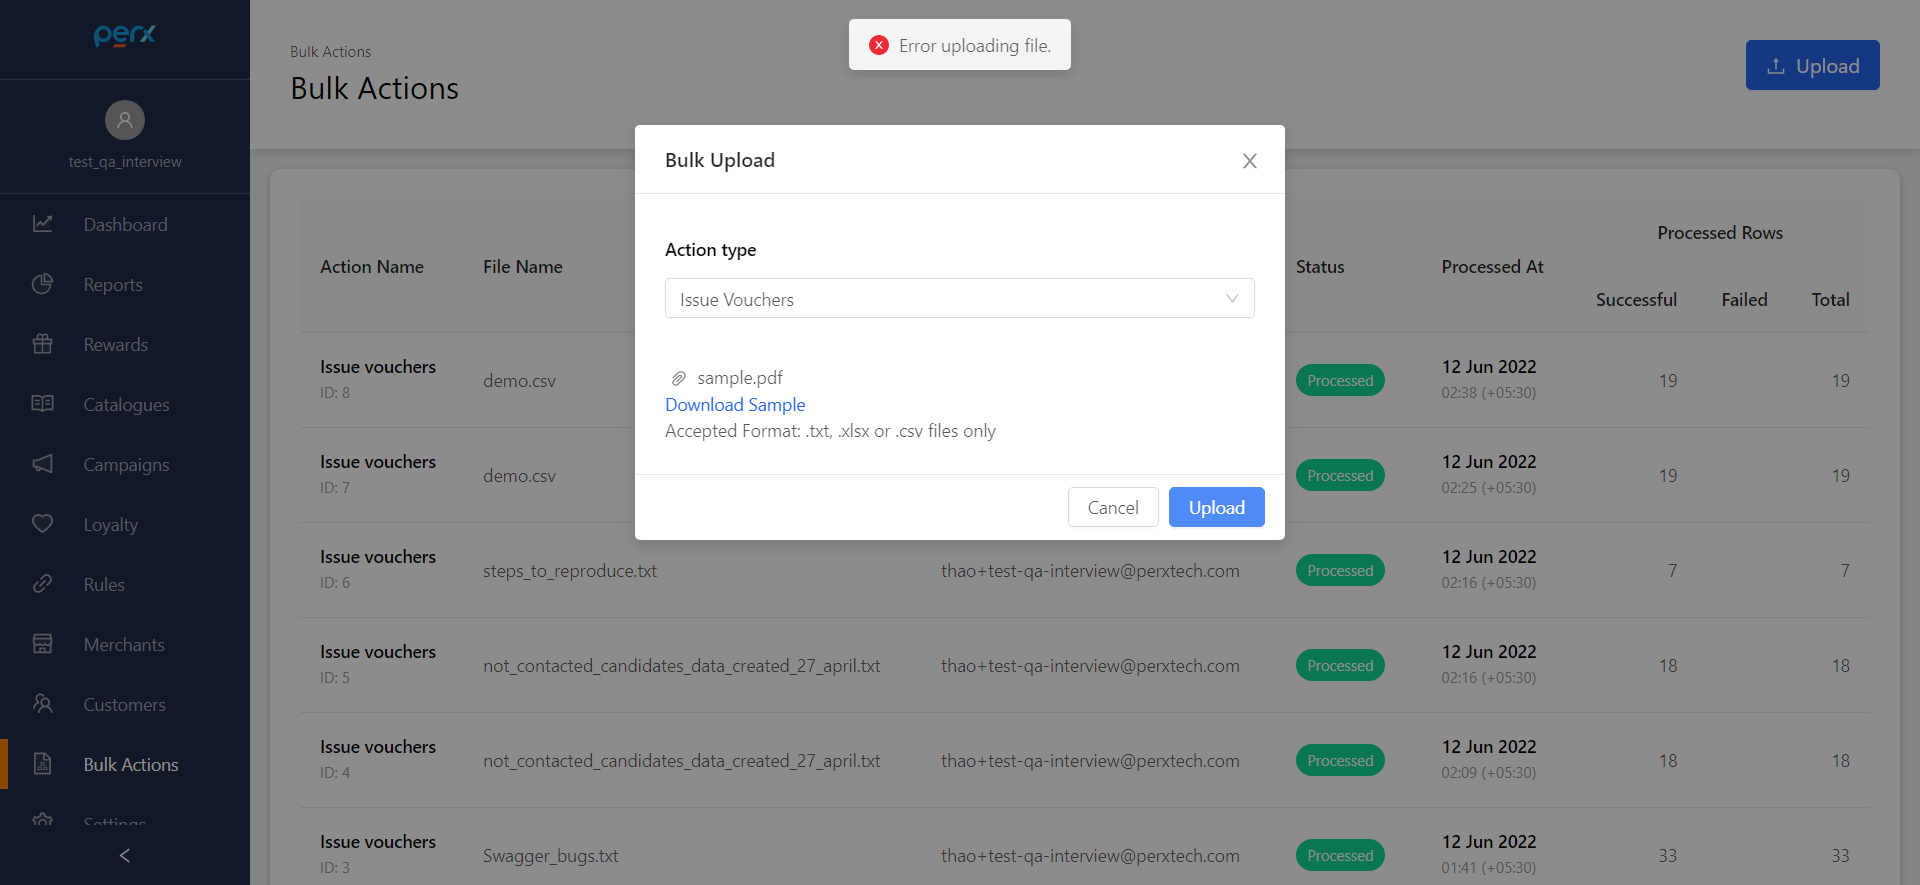 perx
test_qa_interview
Dashboard
Reports
Rewards
Catalogues
Campaigns
Loyalty
Rules
Merchants
Customers
Bulk Actions
Settings
Bulk Actions
Bulk Actions
Error uploading file.
Upload
Bulk Upload
Action type
Issue Vouchers
sample.pdf
Download Sample
Accepted Format: .txt, .xlsx or .csv files only
Cancel Upload
Processed Rows
Action Name File Name Status Processed At
Successful Failed Total
Issue vouchers
ID: 8
demo.csv
Processed
12 Jun 2022
02:38 (+05:30)
19 19
Issue vouchers
ID: 7
demo.csv
Processed
12 Jun 2022
02:25 (+05:30)
19 19
Issue vouchers
ID: 6
steps_to_reproduce.txt
thao+test-qa-interview@perxtech.com
Processed
12 Jun 2022
02:16 (+05:30)
7 7
Issue vouchers
ID: 5
not_contacted_candidates_data_created_27_april.txt
thao+test-qa-interview@perxtech.com
Processed
12 Jun 2022
02:16 (+05:30)
18 18
Issue vouchers
ID: 4
not_contacted_candidates_data_created_27_april.txt
thao+test-qa-interview@perxtech.com
Processed
12 Jun 2022
02:09 (+05:30)
18 18
Issue vouchers
ID: 3
Swagger_bugs.txt
thao+test-qa-interview@perxtech.com
Processed
12 Jun 2022
01:41 (+05:30)
33 33